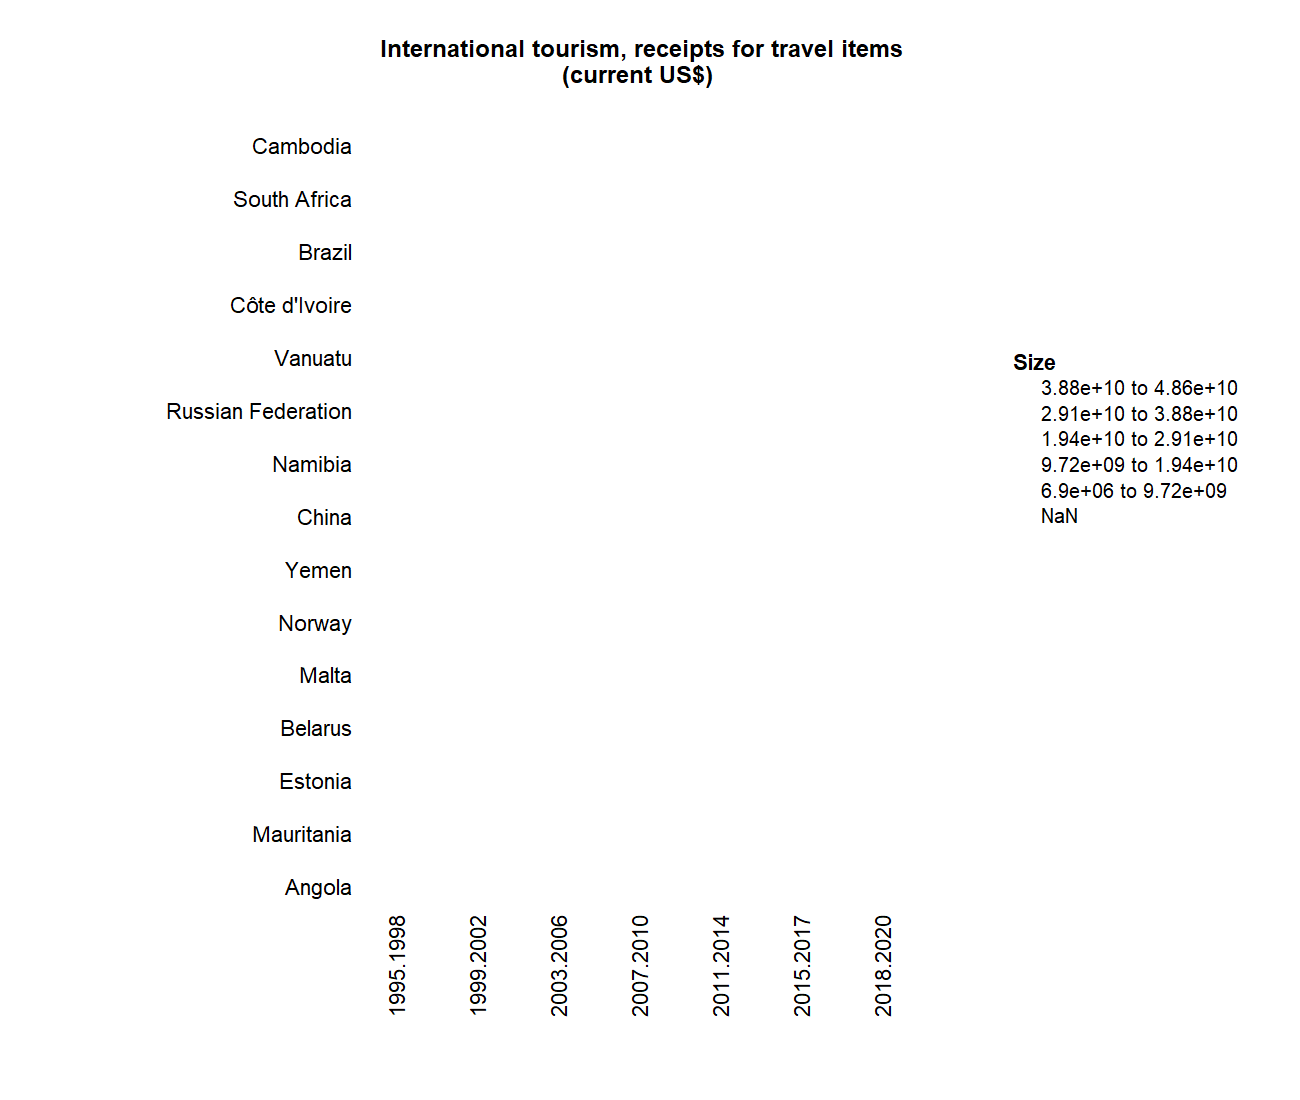 International tourism, receipts for travel items
(current US$)
Cambodia
South Africa
Brazil
Côte d'Ivoire
Vanuatu
Russian Federation
Namibia
China
Yemen
Norway
Malta
Belarus
Estonia
Mauritania
Angola
1995.1998
1999.2002
2003.2006
2007.2010
2011.2014
2015.2017
2018.2020
Size
3.88e+10 to 4.86e+10
2.91e+10 to 3.88e+10
1.94e+10 to 2.91e+10
9.72e+09 to 1.94e+10
6.9e+06 to 9.72e+09
NaN